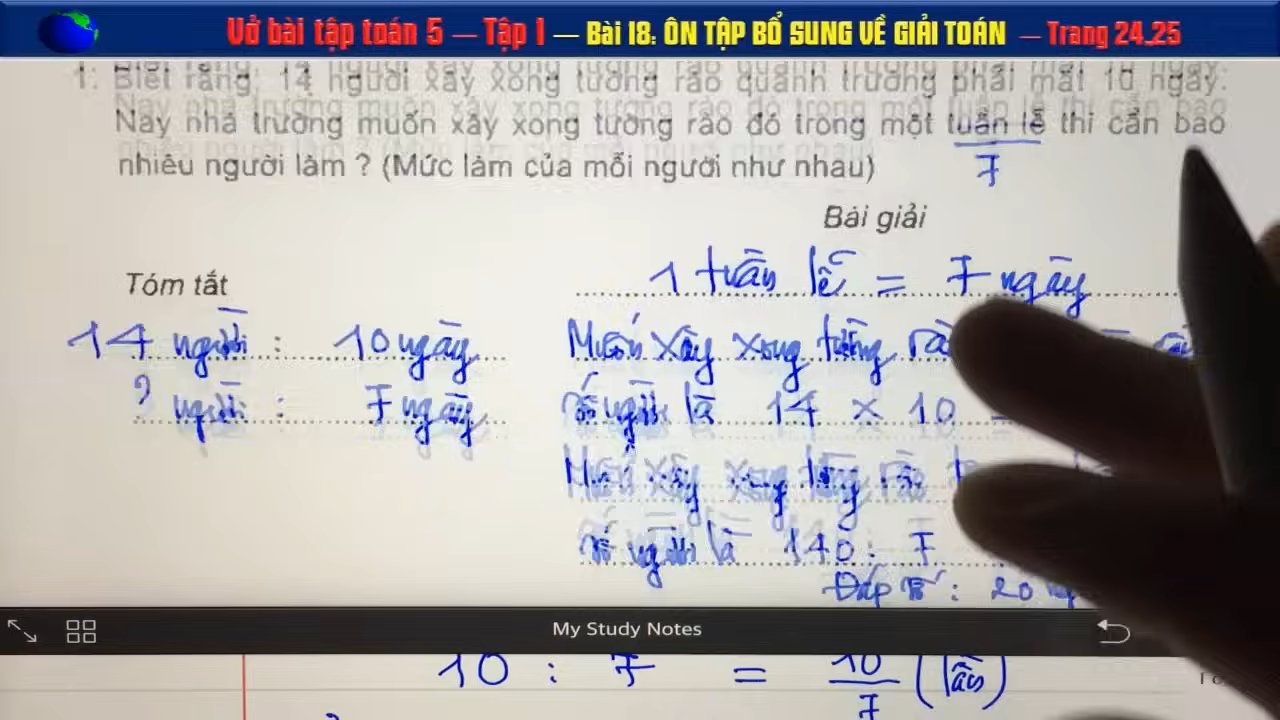 Vở bài tập toán 5 – Tập 1 – Bài 18: ÔN TẬP BỔ SUNG VỀ GIẢI TOÁN – Trang 24,25
1. Biết rằng, 14 người xây xong tường rào quanh trường phải mất 10 ngày.
Nay nhà trường muốn xây xong tường rào đó trong một tuần lễ thì cần bao
nhiêu người làm ? (Mức làm của mỗi người như nhau)
7
Bài giải
Tóm tắt
1 tuần lễ = 7 ngày
14 người : 10 ngày
Muốn xây xong tường rào
? người : 7 ngày
số người là 14 x 10
Muốn xây xong tường rào
số người là 140 : 7
Đáp số : 20
My Study Notes
10 : 7 = 10/7 (lần)